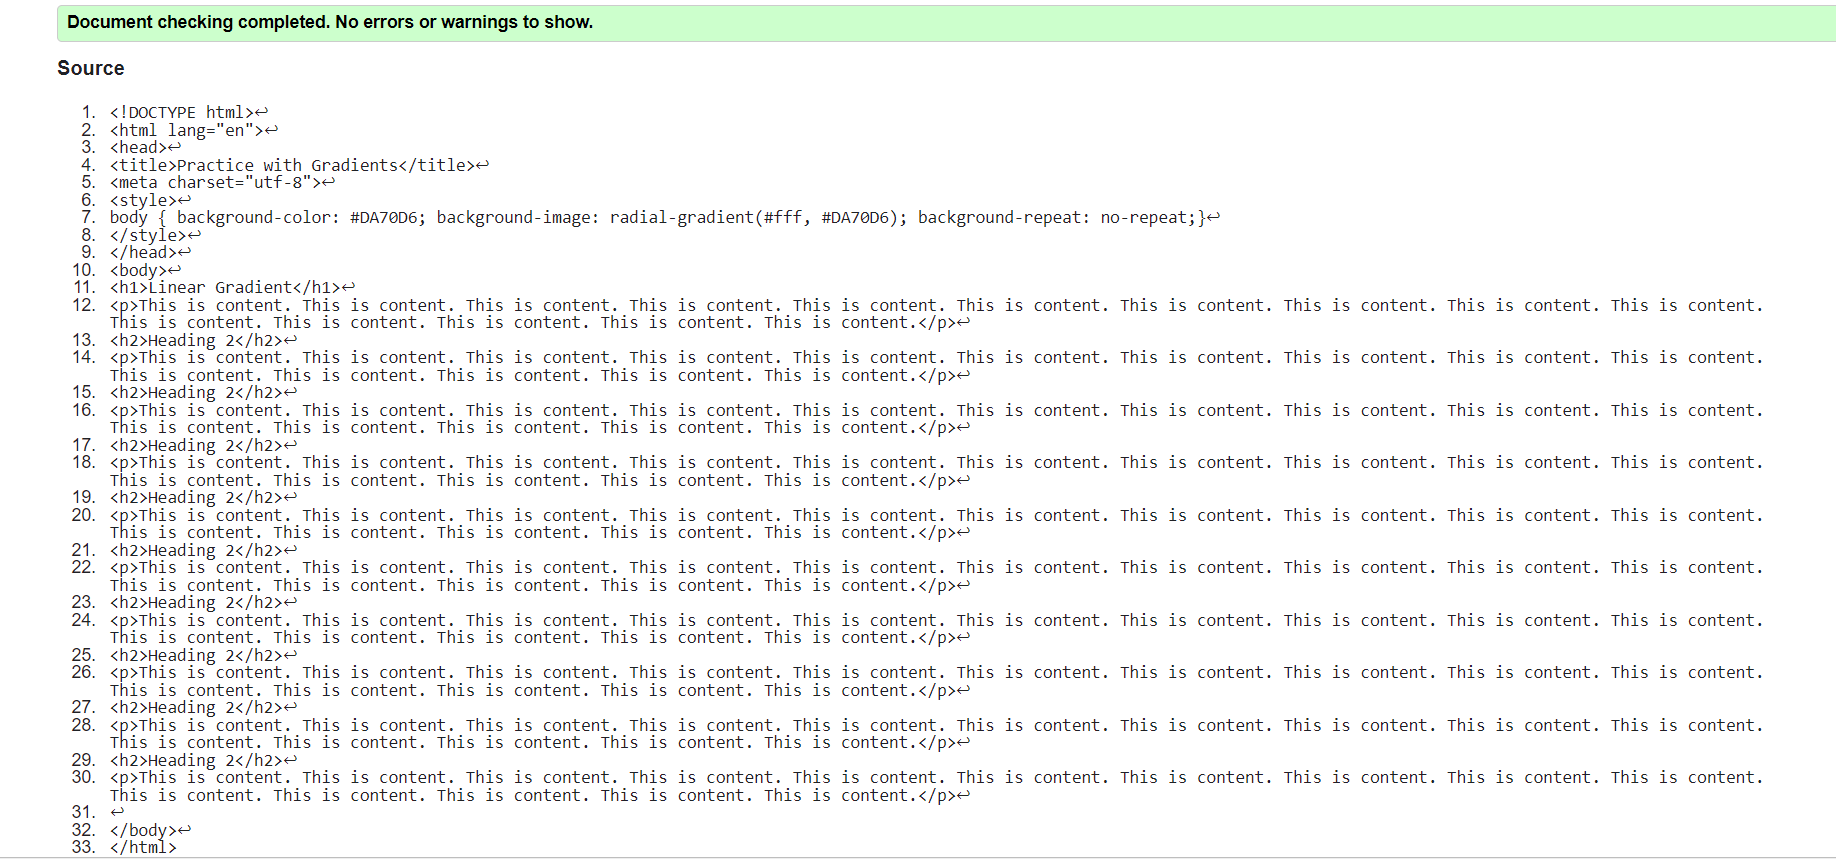 Document checking completed. No errors or warnings to show.
Source
1. <!DOCTYPE html>↩
2. <html lang="en">↩
3. <head>↩
4. <title>Practice with Gradients</title>↩
5. <meta charset="utf-8">↩
6. <style>↩
7. body { background-color: #DA70D6; background-image: radial-gradient(#fff, #DA70D6); background-repeat: no-repeat;}↩
8. </style>↩
9. </head>↩
10. <body>↩
11. <h1>Linear Gradient</h1>↩
12. <p>This is content. This is content. This is content. This is content. This is content. This is content. This is content. This is content. This is content. This is content.
This is content. This is content. This is content. This is content. This is content.</p>↩
13. <h2>Heading 2</h2>↩
14. <p>This is content. This is content. This is content. This is content. This is content. This is content. This is content. This is content. This is content. This is content.
This is content. This is content. This is content. This is content. This is content.</p>↩
15. <h2>Heading 2</h2>↩
16. <p>This is content. This is content. This is content. This is content. This is content. This is content. This is content. This is content. This is content. This is content.
This is content. This is content. This is content. This is content. This is content.</p>↩
17. <h2>Heading 2</h2>↩
18. <p>This is content. This is content. This is content. This is content. This is content. This is content. This is content. This is content. This is content. This is content.
This is content. This is content. This is content. This is content. This is content.</p>↩
19. <h2>Heading 2</h2>↩
20. <p>This is content. This is content. This is content. This is content. This is content. This is content. This is content. This is content. This is content. This is content.
This is content. This is content. This is content. This is content. This is content.</p>↩
21. <h2>Heading 2</h2>↩
22. <p>This is content. This is content. This is content. This is content. This is content. This is content. This is content. This is content. This is content. This is content.
This is content. This is content. This is content. This is content. This is content.</p>↩
23. <h2>Heading 2</h2>↩
24. <p>This is content. This is content. This is content. This is content. This is content. This is content. This is content. This is content. This is content. This is content.
This is content. This is content. This is content. This is content. This is content.</p>↩
25. <h2>Heading 2</h2>↩
26. <p>This is content. This is content. This is content. This is content. This is content. This is content. This is content. This is content. This is content. This is content.
This is content. This is content. This is content. This is content. This is content.</p>↩
27. <h2>Heading 2</h2>↩
28. <p>This is content. This is content. This is content. This is content. This is content. This is content. This is content. This is content. This is content. This is content.
This is content. This is content. This is content. This is content. This is content.</p>↩
29. <h2>Heading 2</h2>↩
30. <p>This is content. This is content. This is content. This is content. This is content. This is content. This is content. This is content. This is content. This is content.
This is content. This is content. This is content. This is content. This is content.</p>↩
31. ↩
32. </body>↩
33. </html>